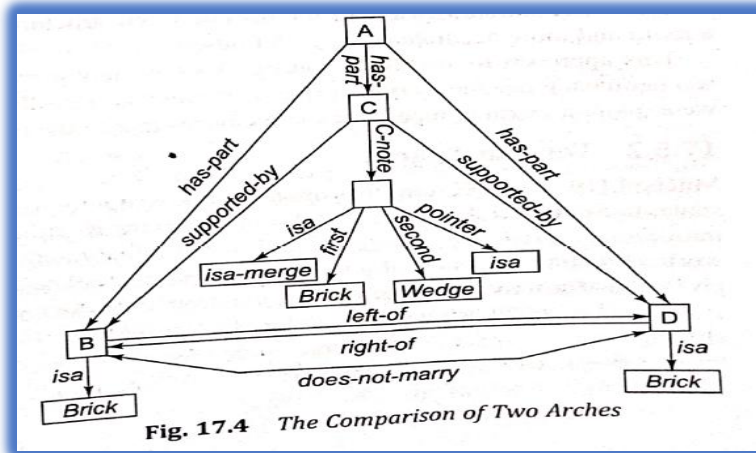 A
has-
part
C
has-part
has-part
C-note
supported-by
supported-by
isa
first
second
pointer
isa-merge
Brick
Wedge
isa
left-of
B
D
right-of
isa
does-not-marry
isa
Brick
Brick
Fig. 17.4 The Comparison of Two Arches